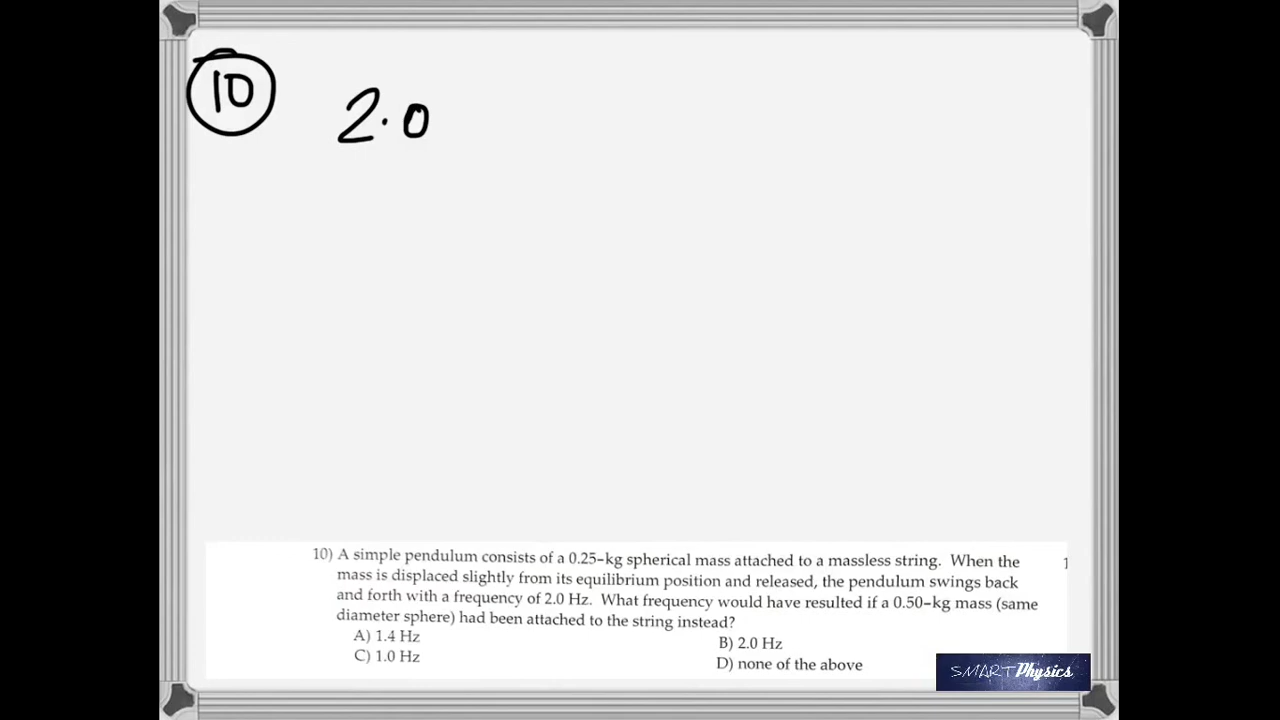 10 2.0
10) A simple pendulum consists of a 0.25-kg spherical mass attached to a massless string. When the 1
mass is displaced slightly from its equilibrium position and released, the pendulum swings back
and forth with a frequency of 2.0 Hz. What frequency would have resulted if a 0.50-kg mass (same
diameter sphere) had been attached to the string instead?
A) 1.4 Hz B) 2.0 Hz
C) 1.0 Hz D) none of the above
SMART Physics